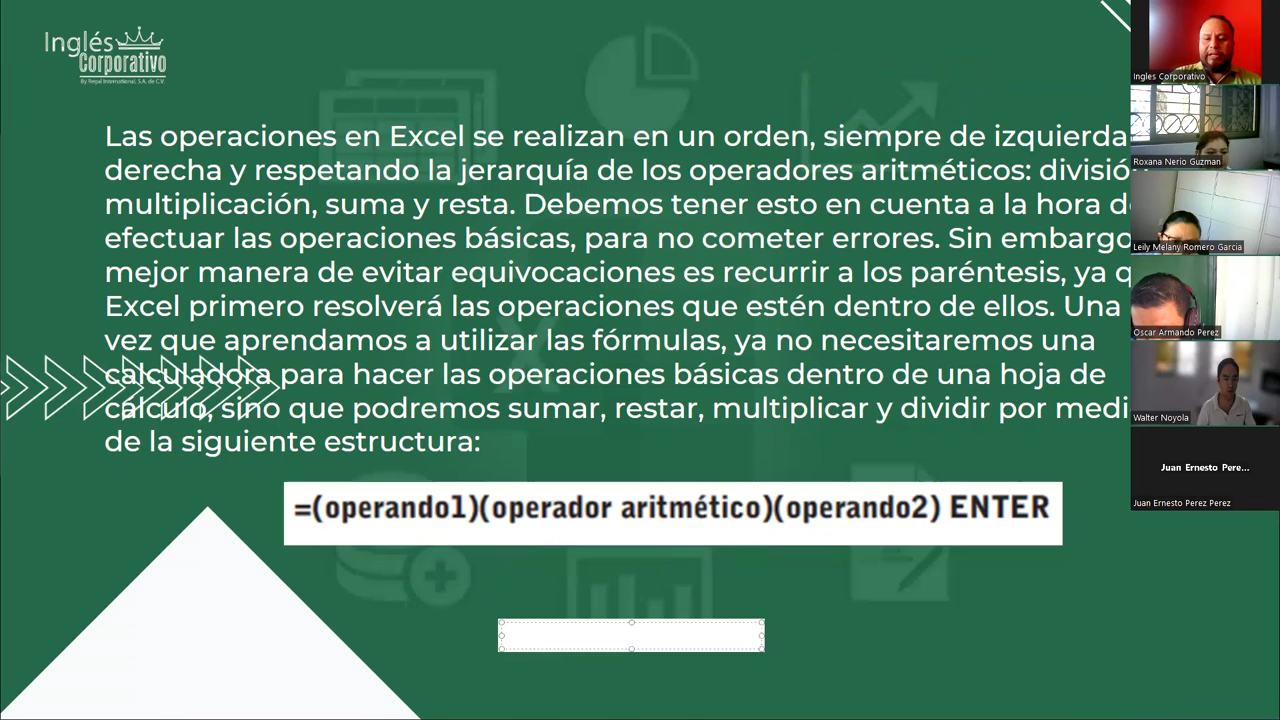 Inglés
Corporativo
By Regal International, S.A. de C.V.
Las operaciones en Excel se realizan en un orden, siempre de izquierda
derecha y respetando la jerarquía de los operadores aritméticos: divisió
multiplicación, suma y resta. Debemos tener esto en cuenta a la hora d
efectuar las operaciones básicas, para no cometer errores. Sin embargo
mejor manera de evitar equivocaciones es recurrir a los paréntesis, ya q
Excel primero resolverá las operaciones que estén dentro de ellos. Una
vez que aprendamos a utilizar las fórmulas, ya no necesitaremos una
calculadora para hacer las operaciones básicas dentro de una hoja de
cálculo, sino que podremos sumar, restar, multiplicar y dividir por medi
de la siguiente estructura:
=(operando1)(operador aritmético)(operando2) ENTER
Ingles Corporativo
Roxana Nerio Guzman
Leily Melany Romero Garcia
Oscar Armando Perez
Walter Noyola
Juan Ernesto Pere...
Juan Ernesto Perez Perez